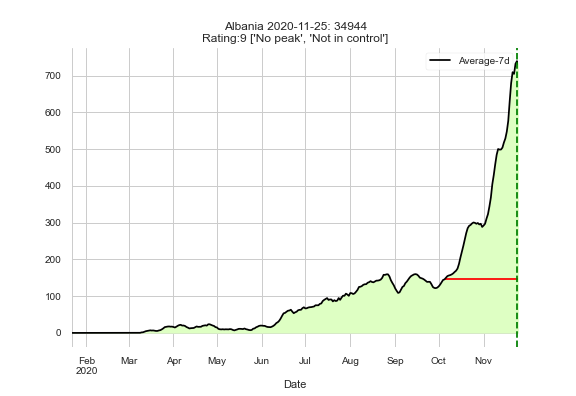 Albania 2020-11-25: 34944
Rating:9 ['No peak', 'Not in control']
Average-7d
700
600
500
400
300
200
100
0
Feb
2020
Mar
Apr
May
Jun
Jul
Aug
Sep
Oct
Nov
Date